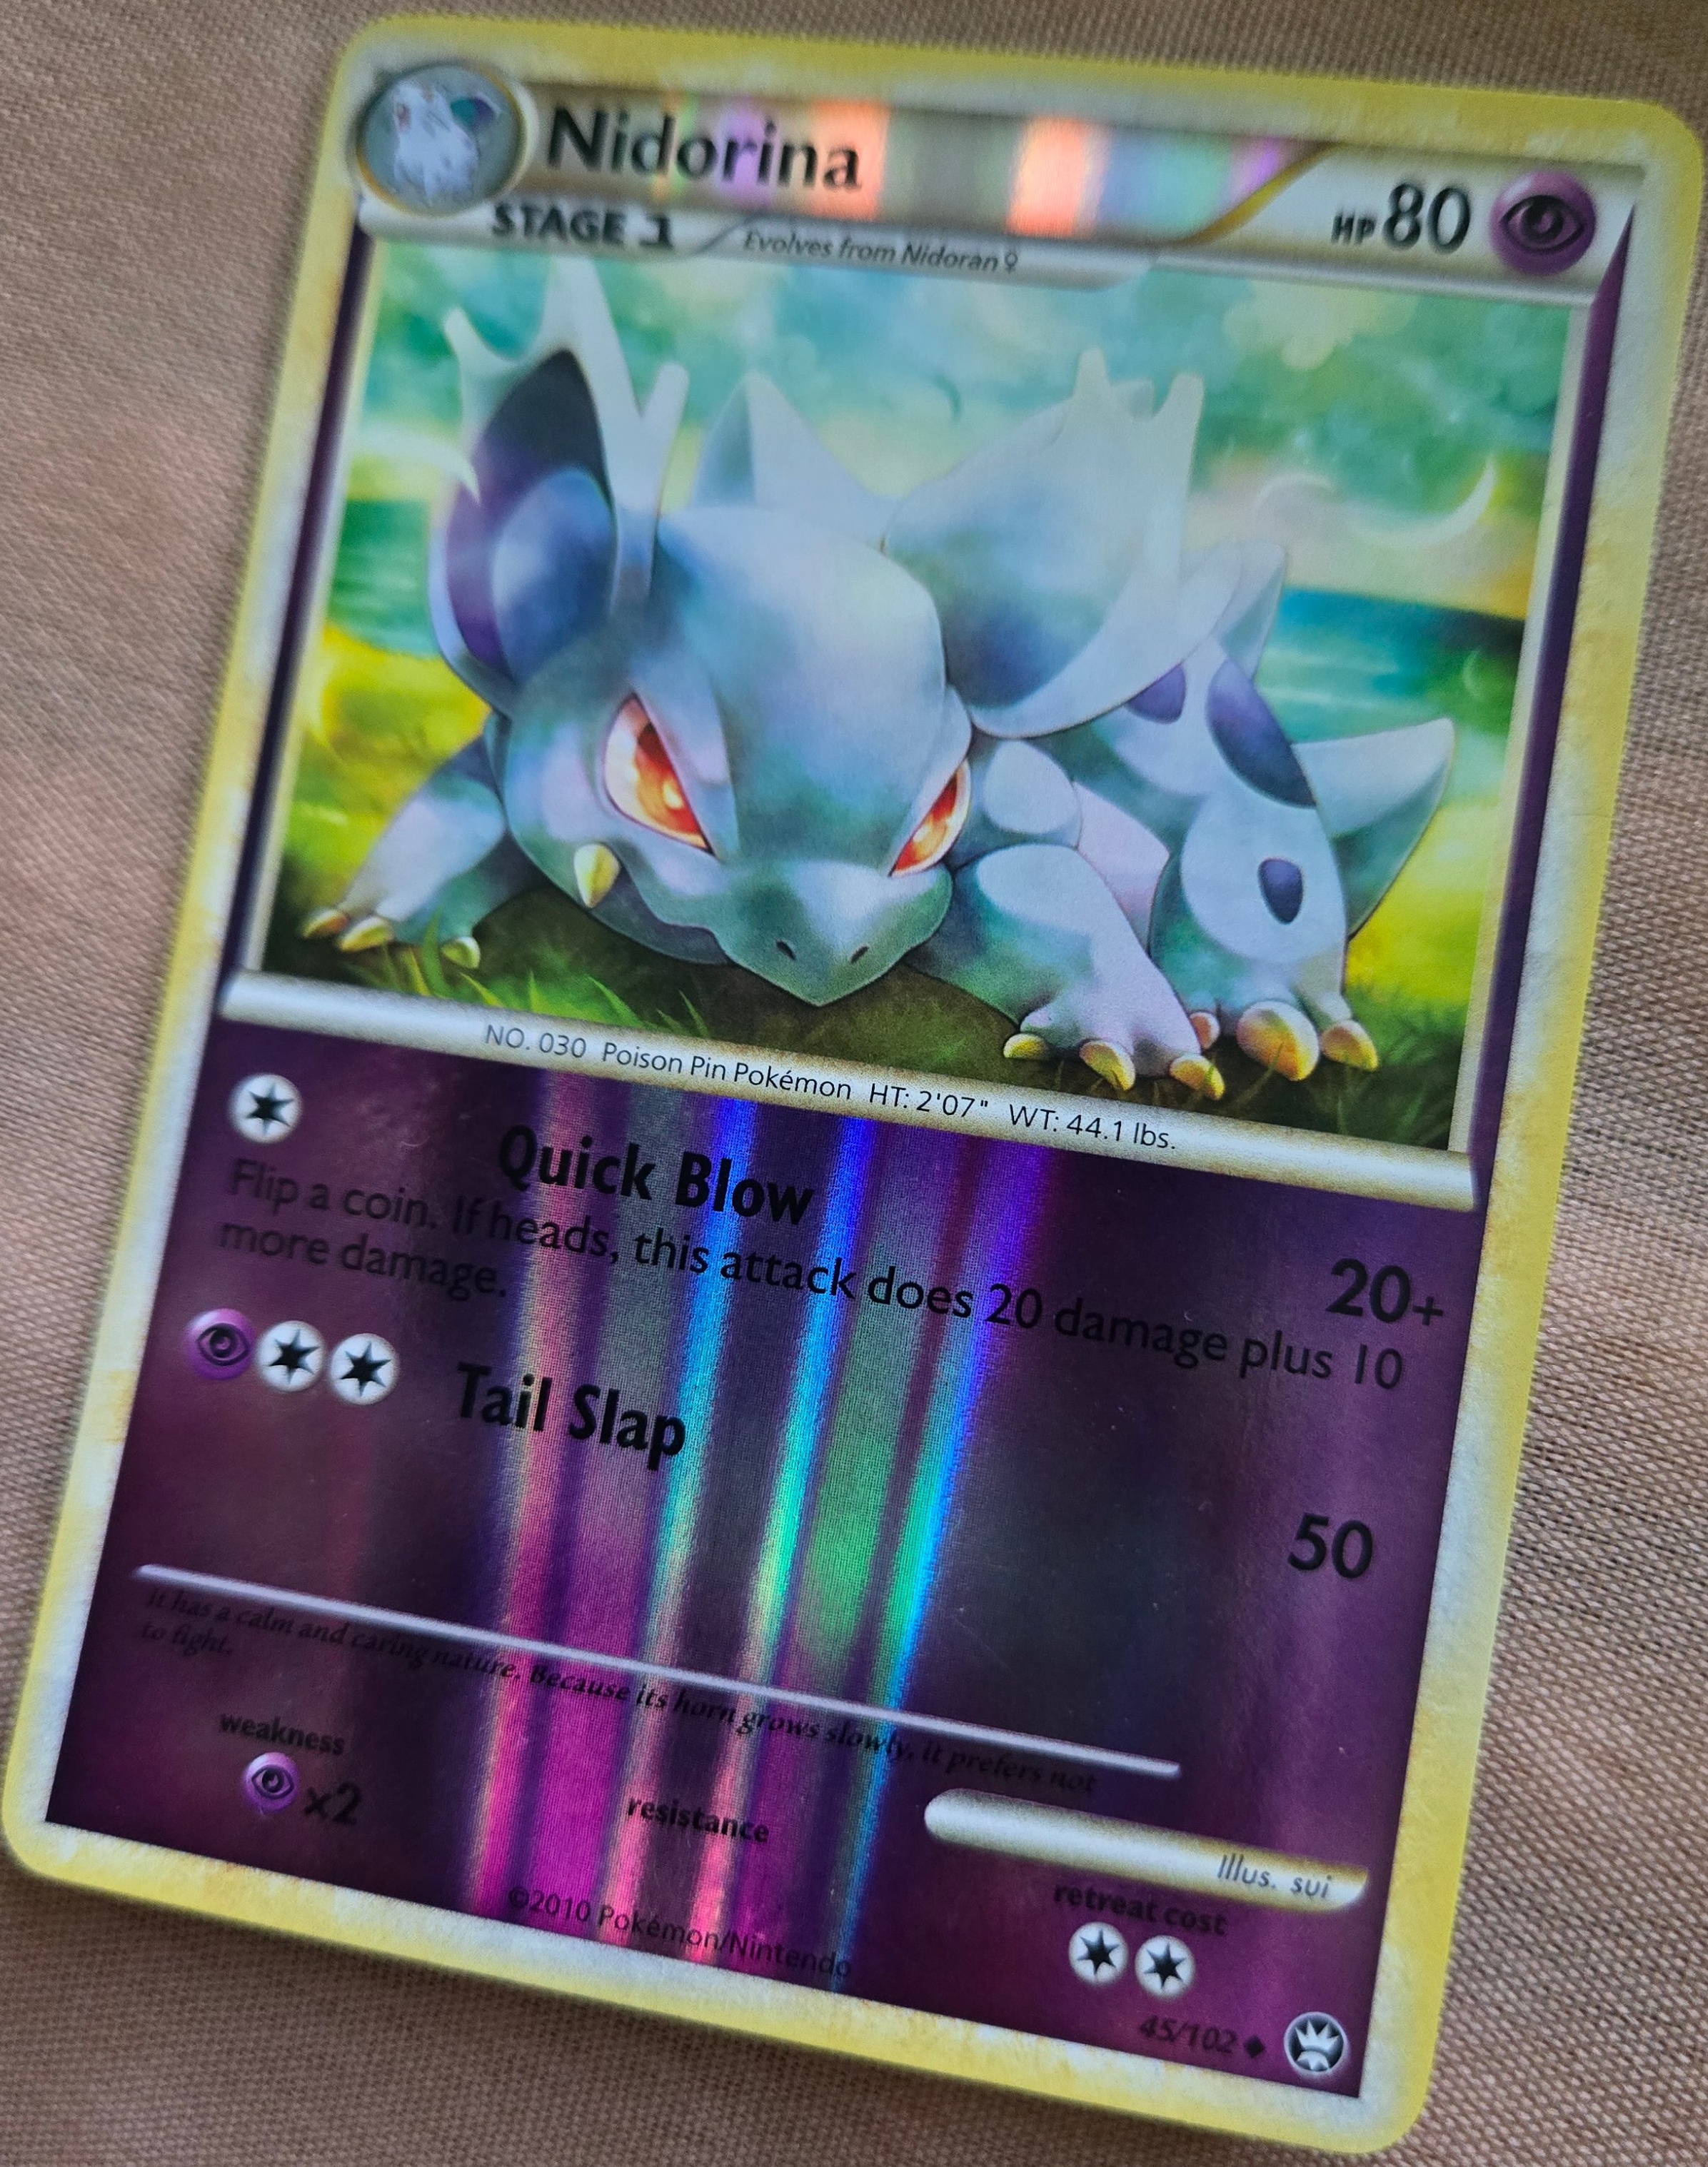 Nidorina
HP 80
STAGE 1
Evolves from Nidoran♀
NO. 030 Poison Pin Pokémon HT: 2'07" WT: 44.1 lbs.
Quick Blow
20+
Flip a coin. If heads, this attack does 20 damage plus 10
more damage.
Tail Slap
50
It has a calm and caring nature. Because its horn grows slowly, it prefers not
to fight.
weakness
x2
resistance
Illus. sui
retreat cost
©2010 Pokémon/Nintendo
45/102 ◆